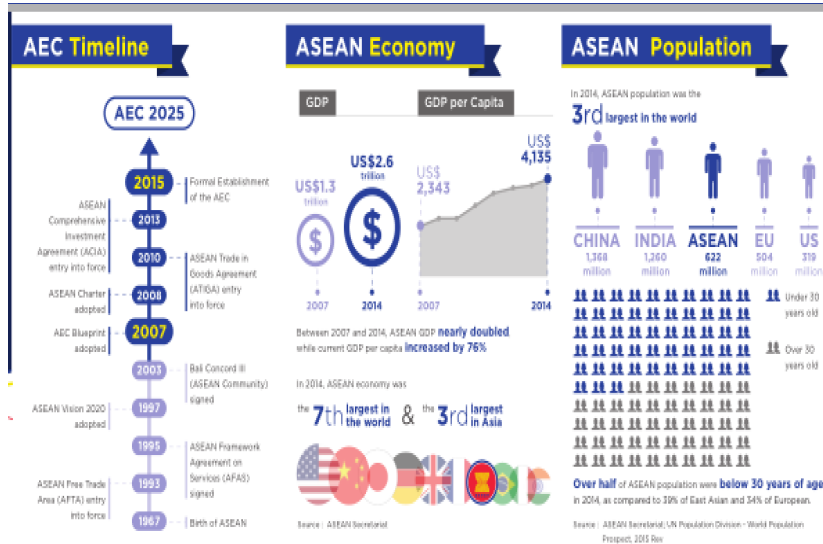 AEC Timeline
AEC 2025
2015
Formal Establishment
of the AEC
ASEAN
Comprehensive
Investment
Agreement (ACIA)
entry into force
2013
2010
ASEAN Trade in
Goods Agreement
(ATIGA) entry
into force
ASEAN Charter
adopted
2008
AEC Blueprint
adopted
2007
2003
Bali Concord III
(ASEAN Community)
signed
ASEAN Vision 2020
adopted
1997
1995
ASEAN Framework
Agreement on
Services (AFAS)
signed
ASEAN Free Trade
Area (AFTA) entry
into force
1993
1967
Birth of ASEAN
ASEAN Economy
GDP
GDP per Capita
US$1.3
trillion
$
2007
US$2.6
trillion
$
2014
US$
2,343
US$
4,135
2007
2014
Between 2007 and 2014, ASEAN GDP nearly doubled
while current GDP per capita increased by 76%
In 2014, ASEAN economy was
the 7th largest in the world & the 3rd largest in Asia
Source : ASEAN Secretariat
ASEAN Population
In 2014, ASEAN population was the
3rd largest in the world
CHINA
1,368
million
INDIA
1,260
million
ASEAN
622
million
EU
504
million
US
319
million
Under 30
years old
Over 30
years old
Over half of ASEAN population were below 30 years of age
in 2014, as compared to 39% of East Asian and 34% of European.
Source : ASEAN Secretariat; UN Population Division - World Population
Prospect, 2015 Rev